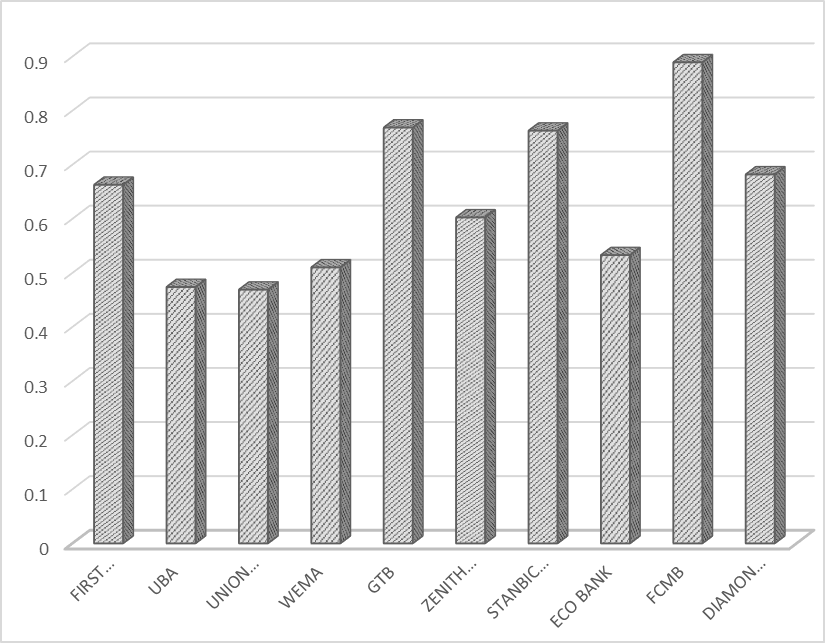 0.9
0.8
0.7
0.6
0.5
0.4
0.3
0.2
0.1
0
FIRST...
UBA
UNION...
WEMA
GTB
ZENITH...
STANBIC...
ECO BANK
FCMB
DIAMON...